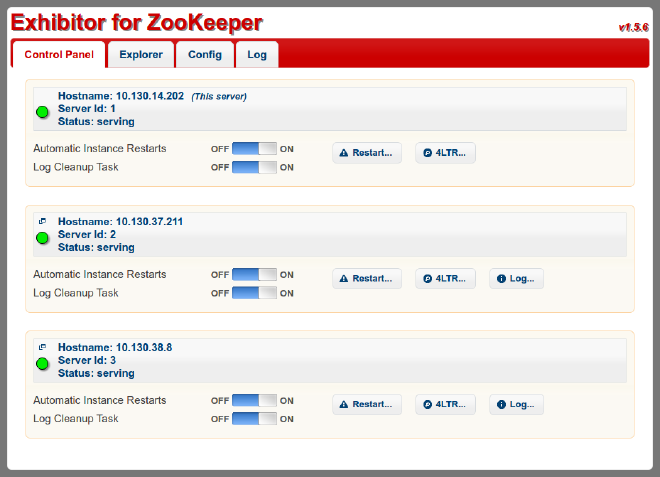 Exhibitor for ZooKeeper
v1.5.6
Control Panel Explorer Config Log
Hostname: 10.130.14.202 (This server)
Server Id: 1
Status: serving
Automatic Instance Restarts OFF ON Restart... 4LTR...
Log Cleanup Task OFF ON
Hostname: 10.130.37.211
Server Id: 2
Status: serving
Automatic Instance Restarts OFF ON Restart... 4LTR... Log...
Log Cleanup Task OFF ON
Hostname: 10.130.38.8
Server Id: 3
Status: serving
Automatic Instance Restarts OFF ON Restart... 4LTR... Log...
Log Cleanup Task OFF ON